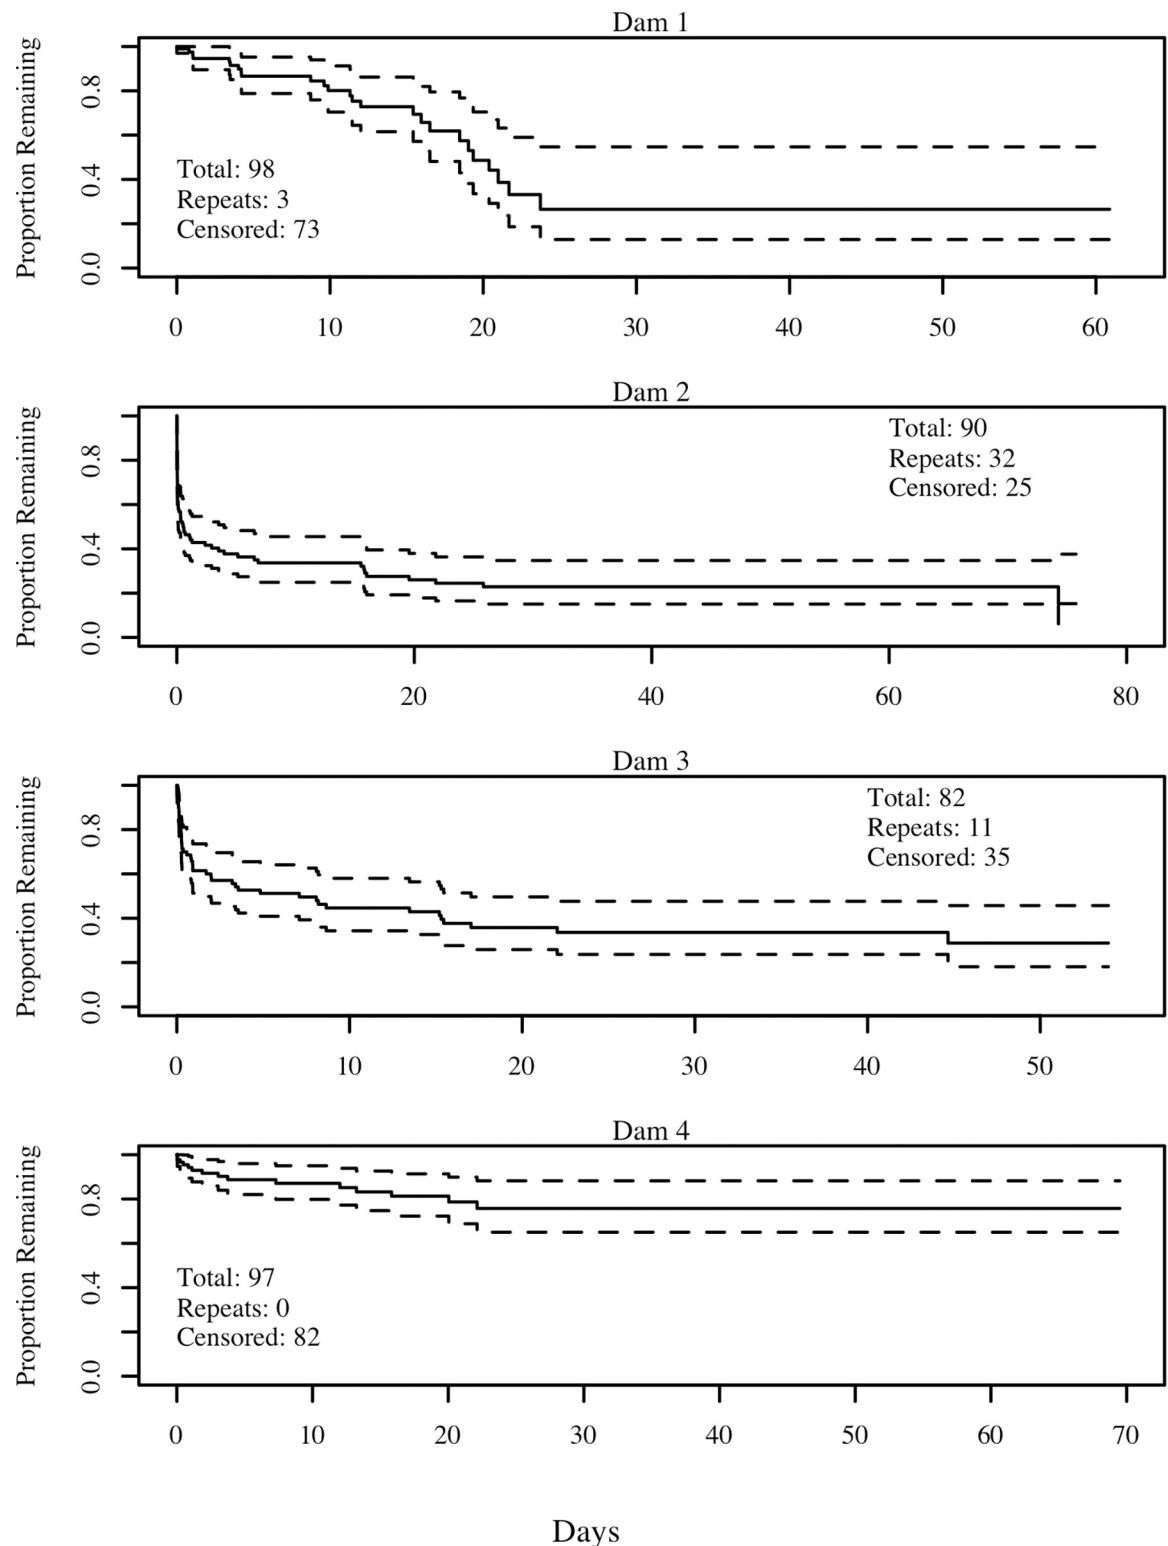 Dam 1
Proportion Remaining
0.8
0.4
0.0
Total: 98
Repeats: 3
Censored: 73
0 10 20 30 40 50 60
Dam 2
Proportion Remaining
0.8
0.4
0.0
Total: 90
Repeats: 32
Censored: 25
0 20 40 60 80
Dam 3
Proportion Remaining
0.8
0.4
0.0
Total: 82
Repeats: 11
Censored: 35
0 10 20 30 40 50
Dam 4
Proportion Remaining
0.8
0.4
0.0
Total: 97
Repeats: 0
Censored: 82
0 10 20 30 40 50 60 70
Days